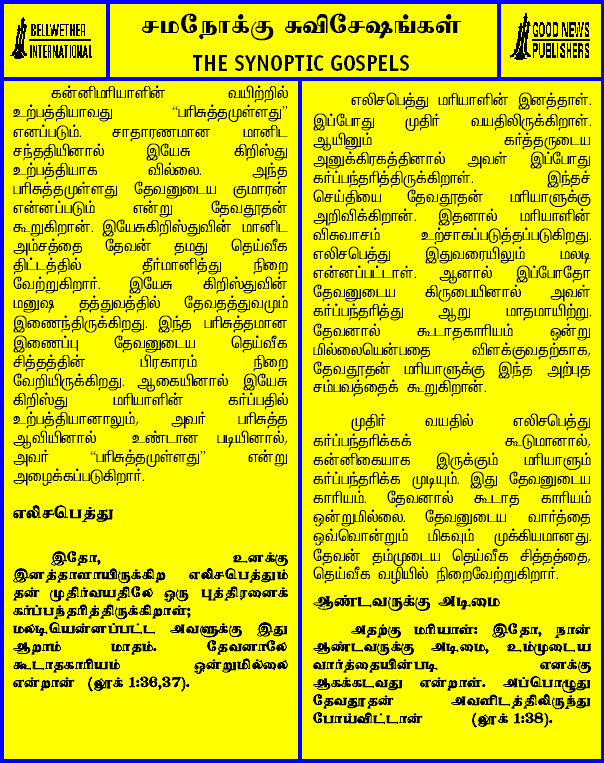 BELLWETHER
INTERNATIONAL
சமநோக்கு சுவிசேஷங்கள்
THE SYNOPTIC GOSPELS
GOOD NEWS
PUBLISHERS
கன்னிமரியாளின் வயிற்றில்
உற்பத்தியாவது “பரிசுத்தமுள்ளது”
எனப்படும். சாதாரணமான மானிட
சந்ததியினால் இயேசு கிறிஸ்து
உற்பத்தியாக வில்லை. அந்த
பரிசுத்தமுள்ளது தேவனுடைய குமாரன்
என்னப்படும் என்று தேவதூதன்
கூறுகிறான். இயேசுகிறிஸ்துவின் மானிட
அம்சத்தை தேவன் தமது தெய்வீக
திட்டத்தில் தீர்மானித்து நிறை
வேற்றுகிறார். இயேசு கிறிஸ்துவின்
மனுஷ தத்துவத்தில் தேவதத்துவமும்
இணைந்திருக்கிறது. இந்த பரிசுத்தமான
இணைப்பு தேவனுடைய தெய்வீக
சித்தத்தின் பிரகாரம் நிறை
வேறியிருக்கிறது. ஆகையினால் இயேசு
கிறிஸ்து மரியாளின் கர்ப்பதில்
உற்பத்தியானாலும், அவர் பரிசுத்த
ஆவியினால் உண்டான படியினால்,
அவர் “பரிசுத்தமுள்ளது” என்று
அழைக்கப்படுகிறார்.
எலிசபெத்து
இதோ, உனக்கு
இனத்தானாயிருக்கிற எலிசபெத்தும்
தன் முதிர்வயதிலே ஒரு புத்திரனைக்
கர்ப்பந்தரித்திருக்கிறாள்;
மலடியென்னப்பட்ட அவளுக்கு இது
ஆறாம் மாதம். தேவனாலே
கூடாதகாரியம் ஒன்றுமில்லை
என்றான் (லூக் 1:36,37).
எலிசபெத்து மரியாளின் இனத்தாள்.
இப்போது முதிர் வயதிலிருக்கிறாள்.
ஆயினும் கர்த்தருடைய
அனுக்கிரகத்தினால் அவள் இப்போது
கர்ப்பந்தரித்திருக்கிறாள். இந்தச்
செய்தியை தேவதூதன் மரியாளுக்கு
அறிவிக்கிறான். இதனால் மரியாளின்
விசுவாசம் உற்சாகப்படுத்தப்படுகிறது.
எலிசபெத்து இதுவரையிலும் மலடி
என்னப்பட்டாள். ஆனால் இப்போதோ
தேவனுடைய கிருபையினால் அவள்
கர்ப்பந்தரித்து ஆறு மாதமாயிற்று.
தேவனால் கூடாதகாரியம் ஒன்று
மில்லையென்பதை விளக்குவதற்காக,
தேவதூதன் மரியாளுக்கு இந்த அற்புத
சம்பவத்தைக் கூறுகிறான்.
முதிர் வயதில் எலிசபெத்து
கர்ப்பந்தரிக்கக் கூடுமானால்,
கன்னிகையாக இருக்கும் மரியாளும்
கர்ப்பந்தரிக்க முடியும். இது தேவனுடைய
காரியம். தேவனால் கூடாத காரியம்
ஒன்றுமில்லை. தேவனுடைய வார்த்தை
ஒவ்வொன்றும் மிகவும் முக்கியமானது.
தேவன் தம்முடைய தெய்வீக சித்தத்தை,
தெய்வீக வழியில் நிறைவேற்றுகிறார்.
ஆண்டவருக்கு அடிமை
அதற்கு மரியாள்: இதோ, நான்
ஆண்டவருக்கு அடிமை, உம்முடைய
வார்த்தையின்படி எனக்கு
ஆகக்கடவது என்றாள். அப்பொழுது
தேவதூதன் அவளிடத்திலிருந்து
போய்விட்டான் (லூக் 1:38).